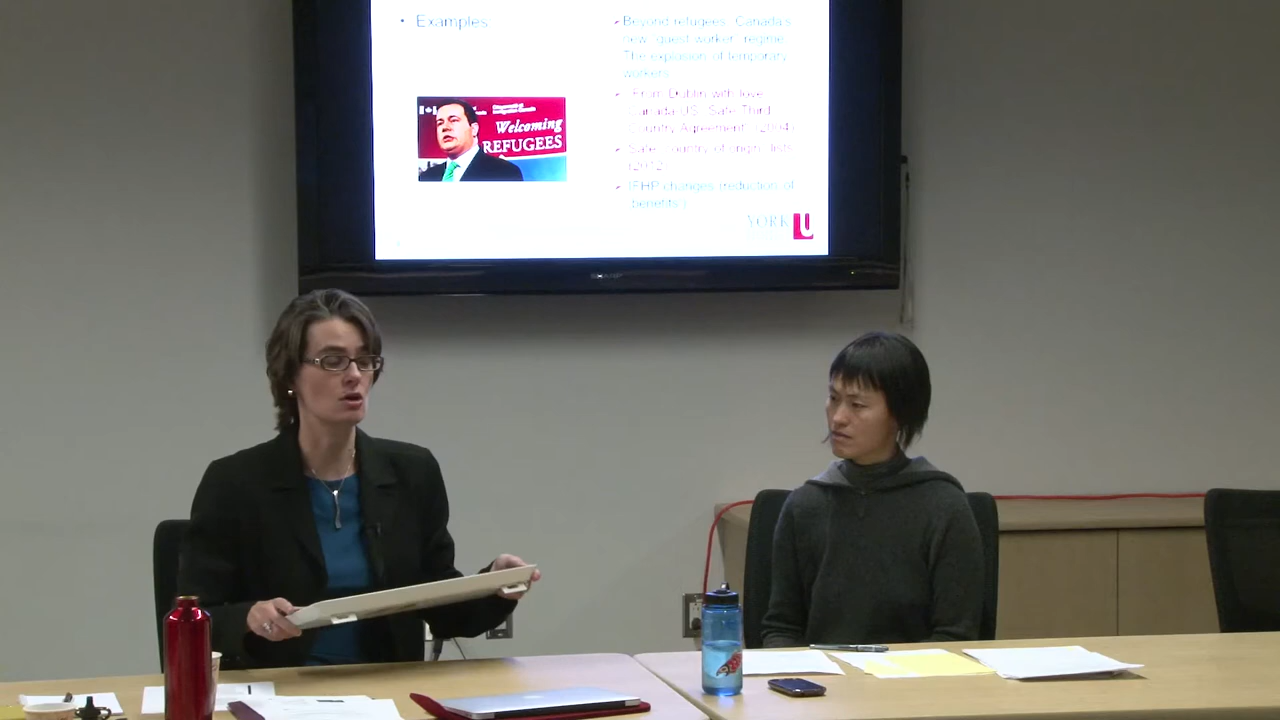 • Examples
Welcoming
REFUGEES
Beyond refugees: Canada's
new guest worker regime
The explosion of temporary
workers
From Dublin with love
Canada-US Safe Third
Country Agreement (2004)
Safe country of origin lists
(2012)
IFHP changes (reduction of
benefits)
YORK U
SHARP